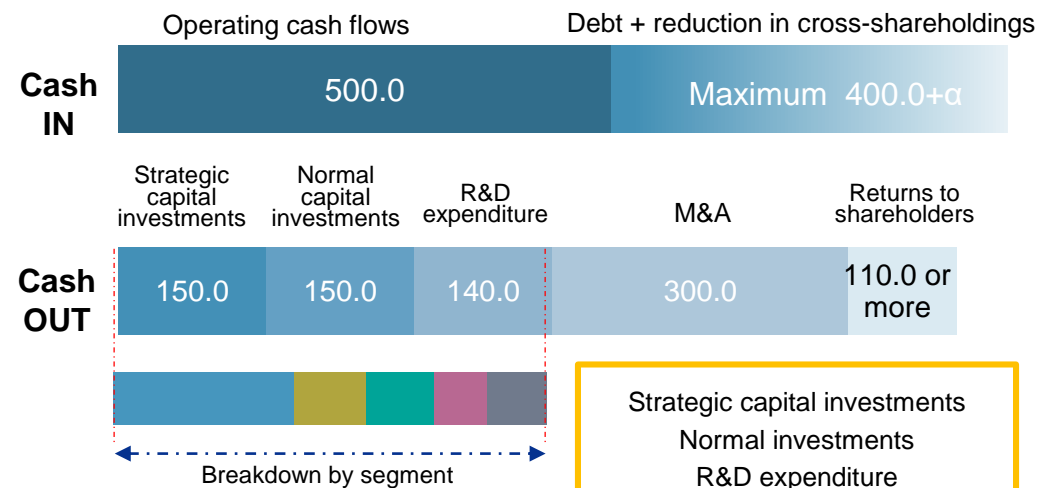 Operating cash flows
Debt + reduction in cross-shareholdings
Cash
IN
500.0
Maximum 400.0+α
Strategic
capital
investments
Normal
capital
investments
R&D
expenditure
M&A
Returns to
shareholders
Cash
OUT
150.0
150.0
140.0
300.0
110.0 or
more
Breakdown by segment
Strategic capital investments
Normal investments
R&D expenditure